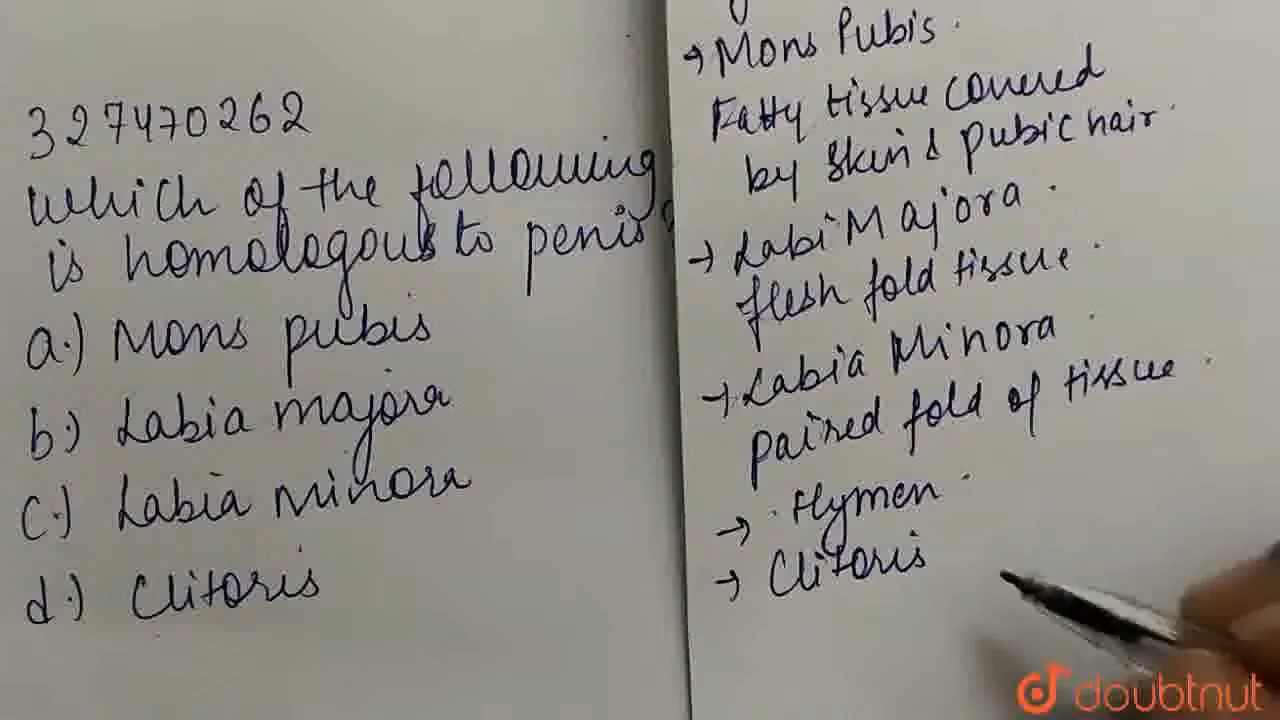 327470262
Which of the following
is homologous to penis?
a.) Mons pubis
b.) Labia majora
c.) Labia Minora
d.) Clitoris
→ Mons Pubis.
Fatty tissue covered
by skin & pubic hair.
→ Labi Majora.
flesh fold tissue.
→ Labia Minora.
paired fold of tissue.
→ Hymen.
→ Clitoris
doubtnut